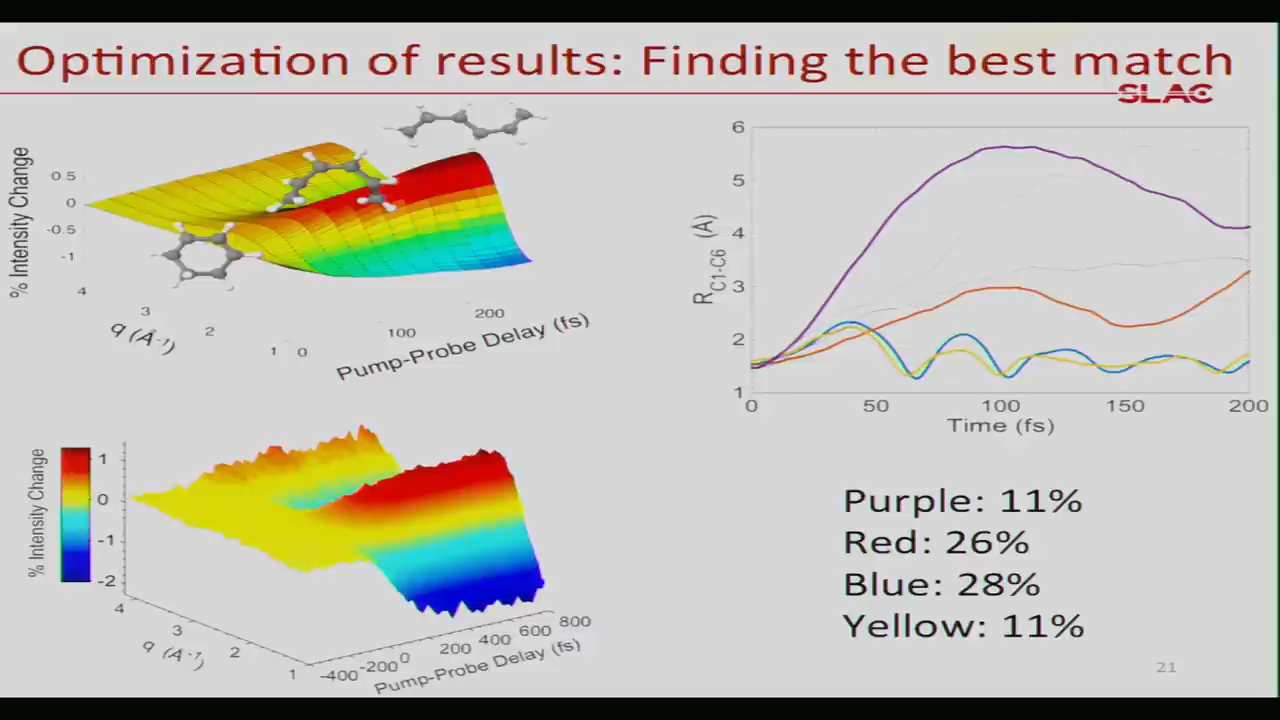 Optimization of results: Finding the best match
SLAC
% Intensity Change
0.5
0
-0.5
-1
4
3
2
1
q (Å⁻¹)
0
100
200
Pump-Probe Delay (fs)
R_C1-C6 (Å)
6
5
4
3
2
1
0 50 100 150 200
Time (fs)
% Intensity Change
1
0
-1
-2
4
3
2
1
q (Å⁻¹)
-400 -200 0 200 400 600 800
Pump-Probe Delay (fs)
Purple: 11%
Red: 26%
Blue: 28%
Yellow: 11%
21